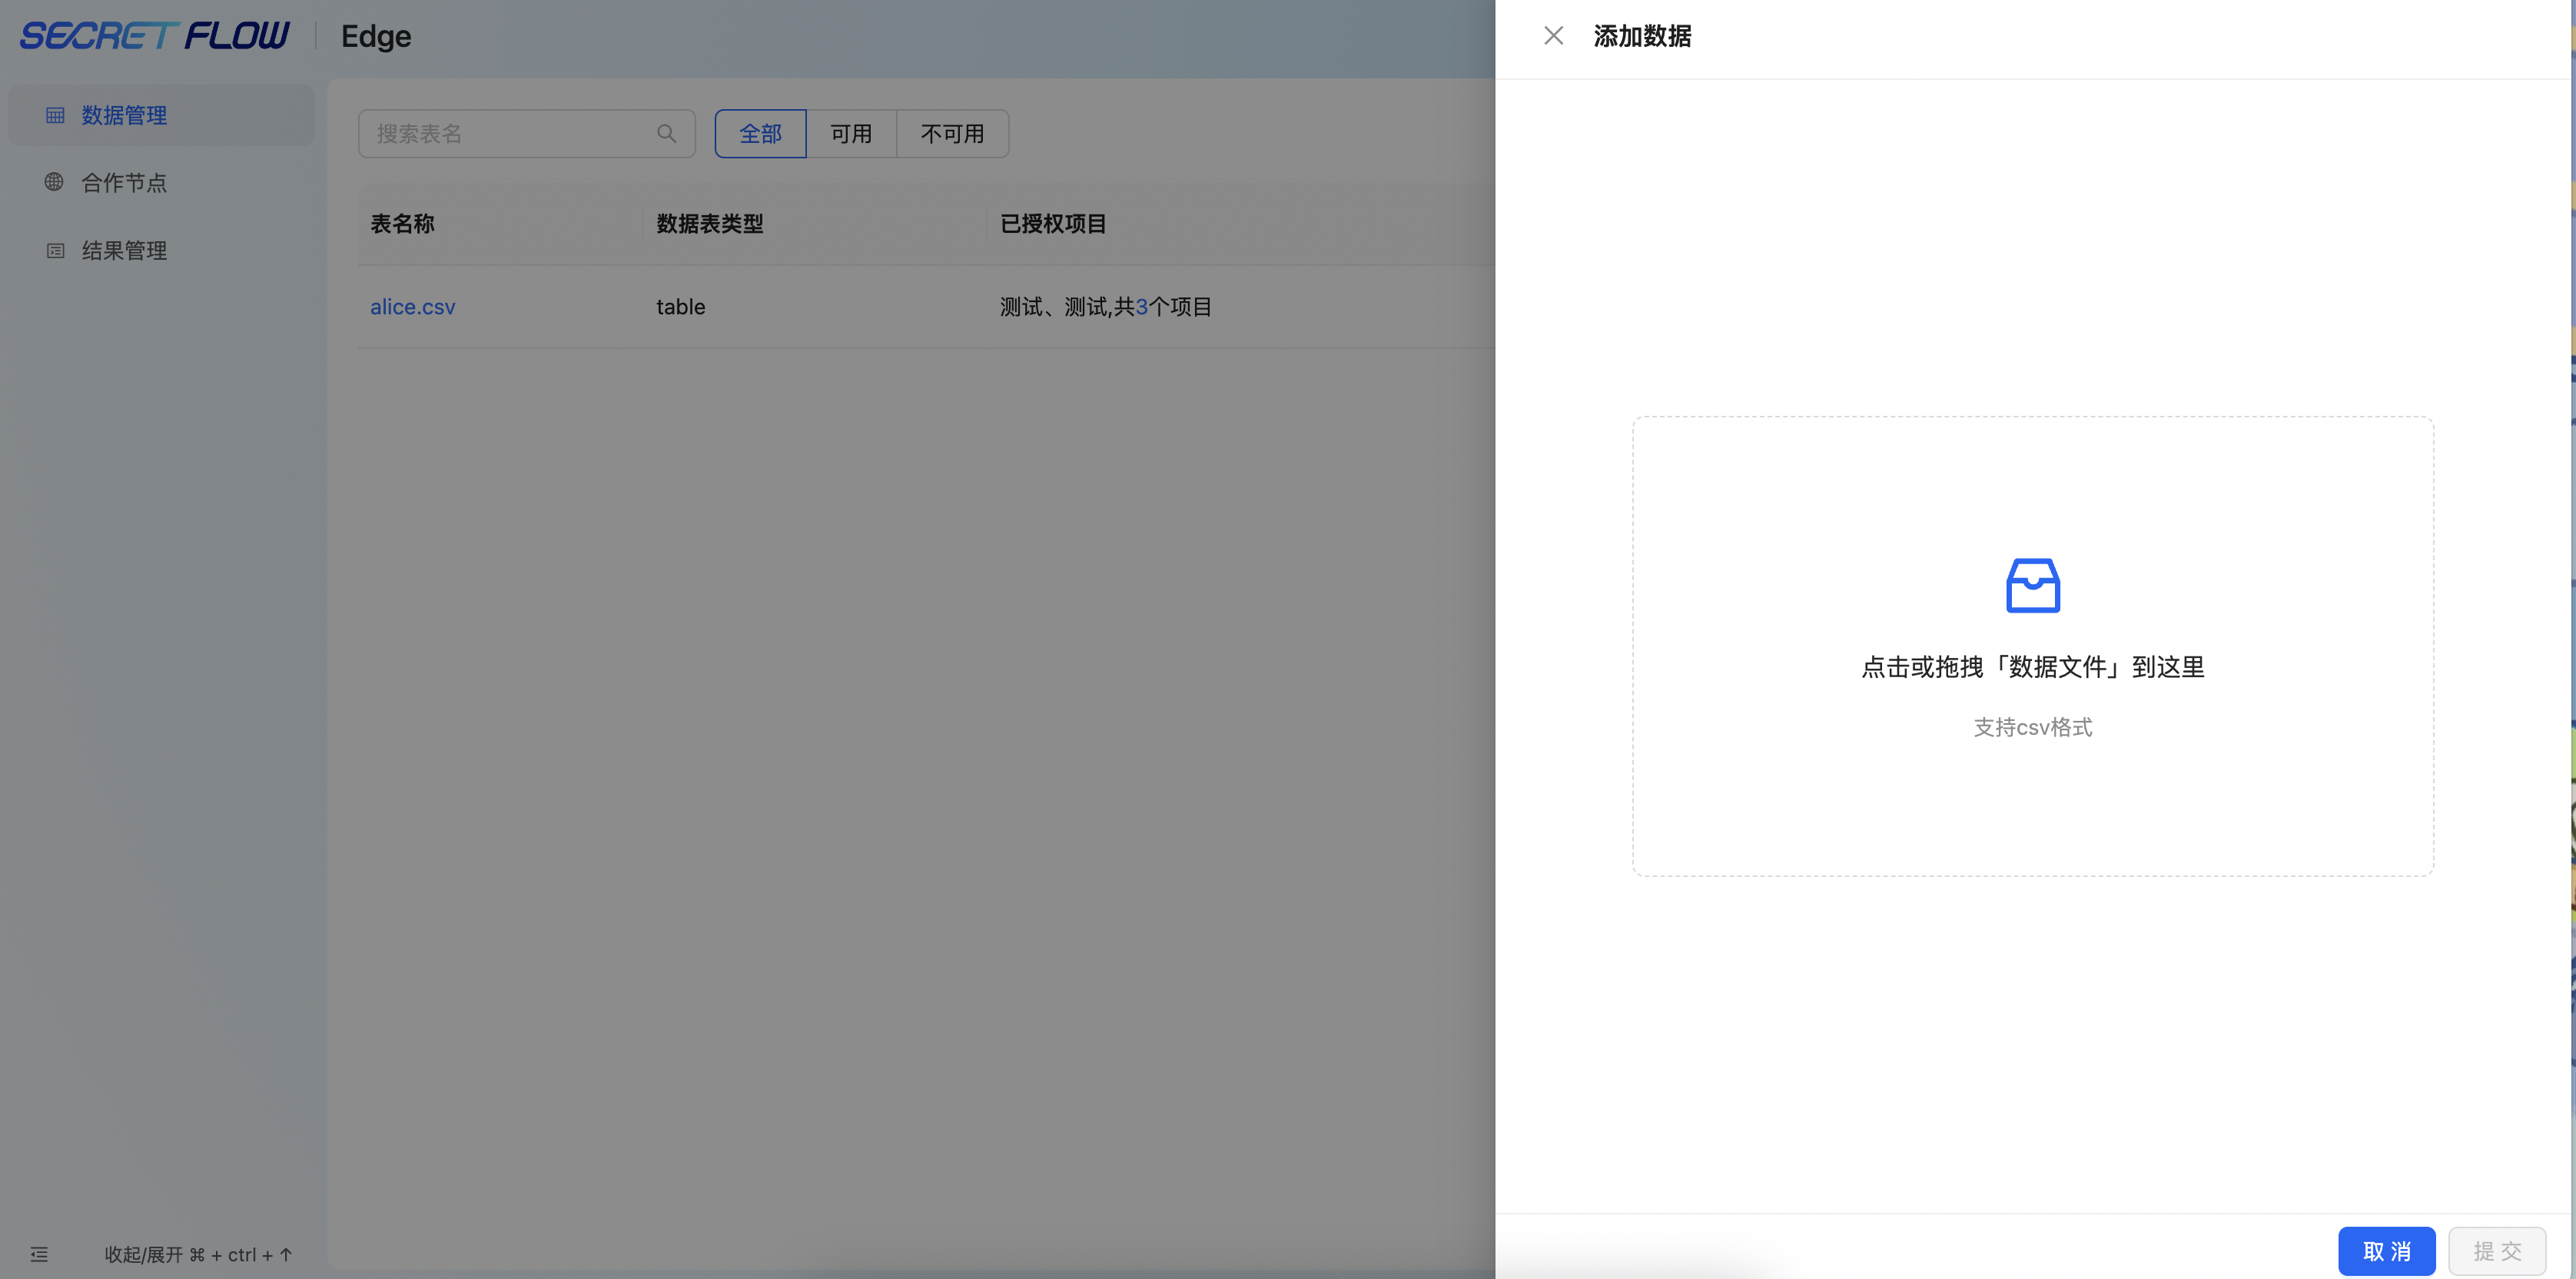 SECRET FLOW
Edge
数据管理
合作节点
结果管理
搜索表名
全部
可用
不可用
表名称
数据表类型
已授权项目
alice.csv
table
测试、测试,共3个项目
收起/展开 ⌘ + ctrl + ↑
添加数据
点击或拖拽「数据文件」到这里
支持csv格式
取 消
提 交